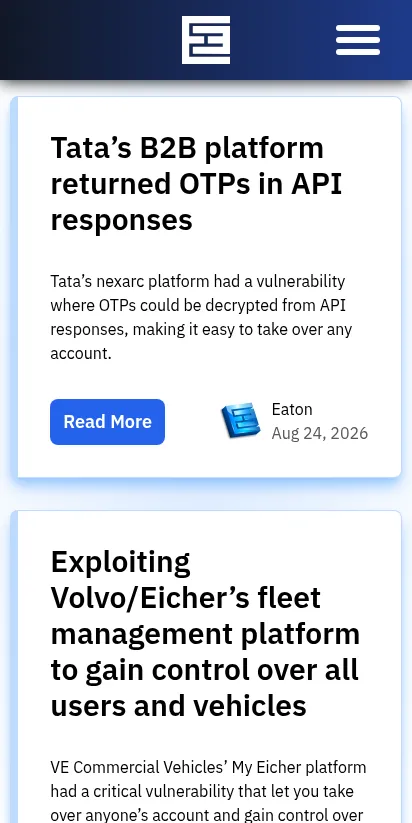 Tata’s B2B platform
returned OTPs in API
responses
Tata’s nexarc platform had a vulnerability
where OTPs could be decrypted from API
responses, making it easy to take over any
account.
Read More
Eaton
Aug 24, 2026
Exploiting
Volvo/Eicher’s fleet
management platform
to gain control over all
users and vehicles
VE Commercial Vehicles’ My Eicher platform
had a critical vulnerability that let you take
over anyone’s account and gain control over